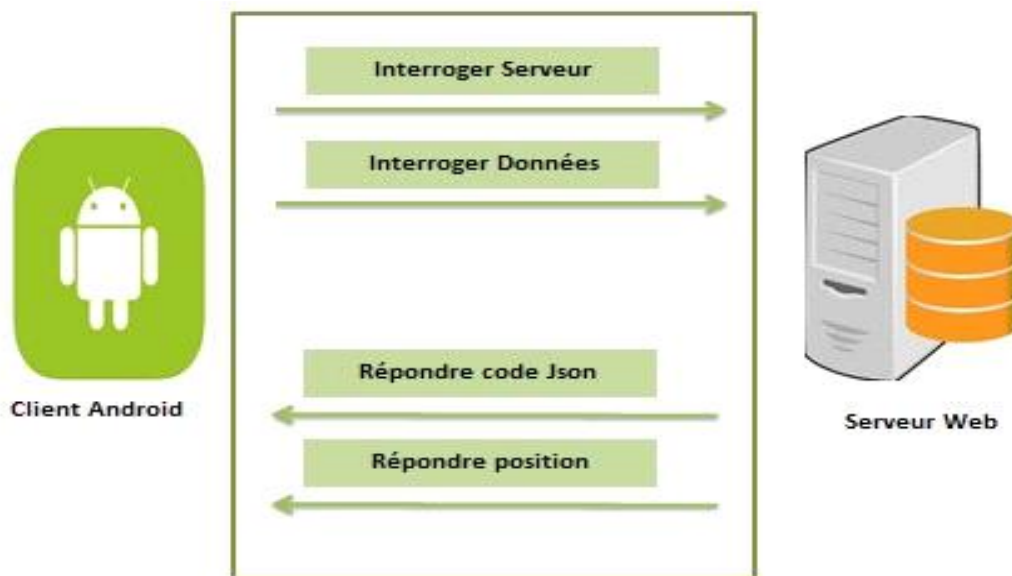 Interroger Serveur
Interroger Données
Répondre code Json
Client Android
Serveur Web
Répondre position